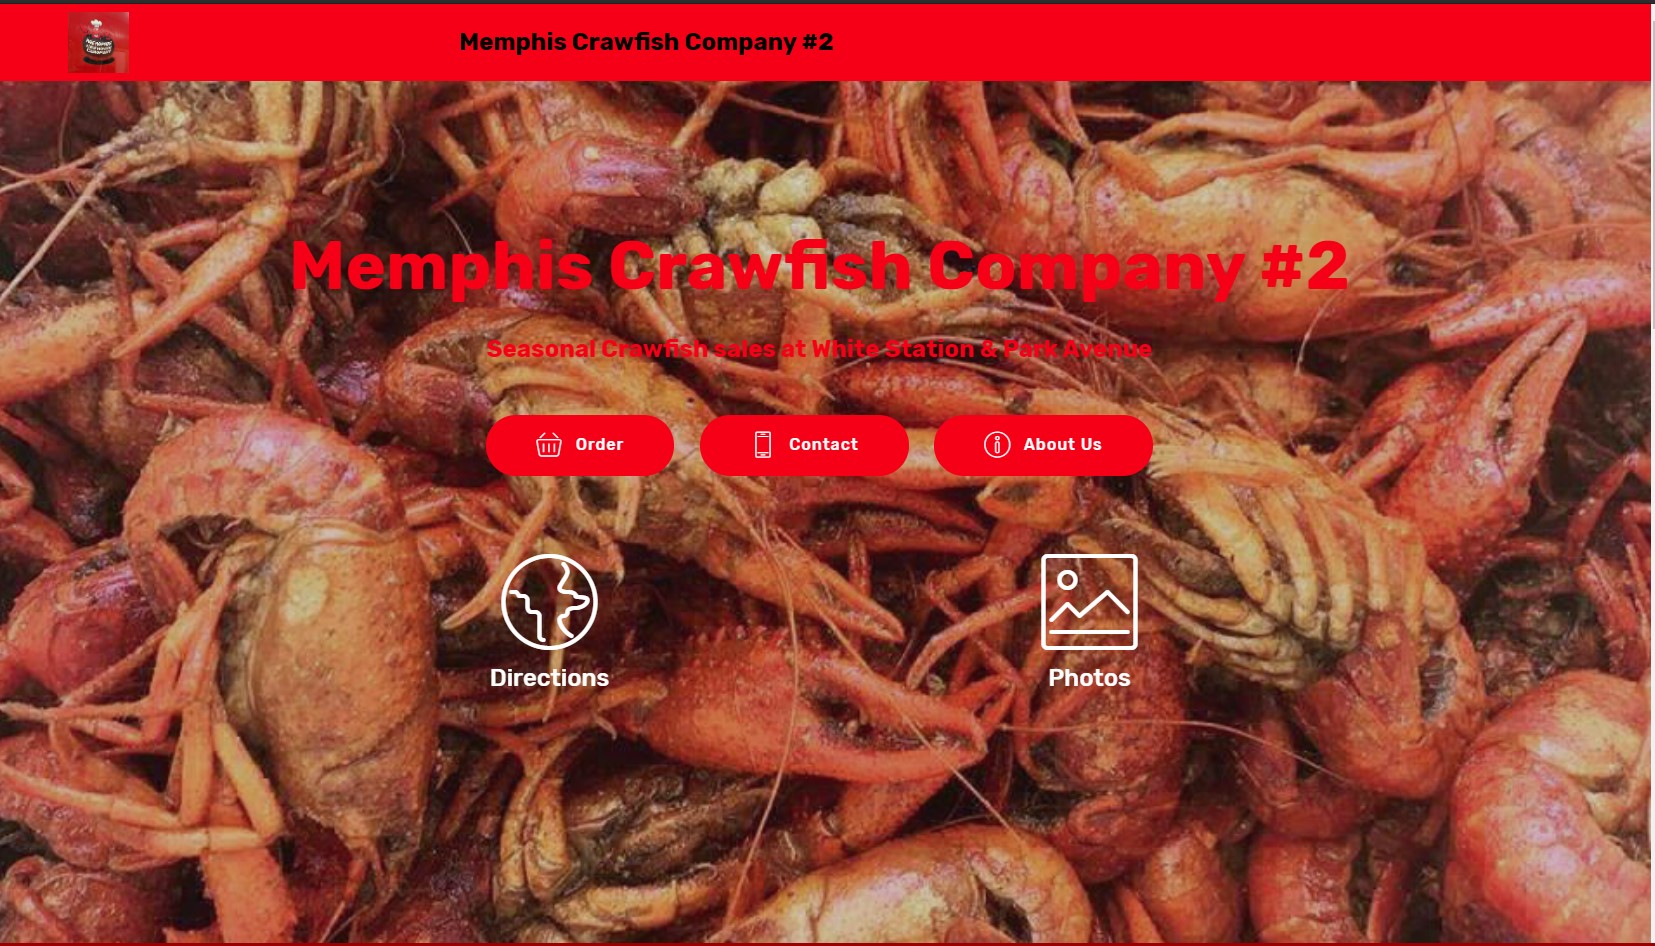 Memphis Crawfish Company #2
Memphis Crawfish Company #2
Seasonal Crawfish sales at White Station & Park Avenue
Order
Contact
About Us
Directions
Photos